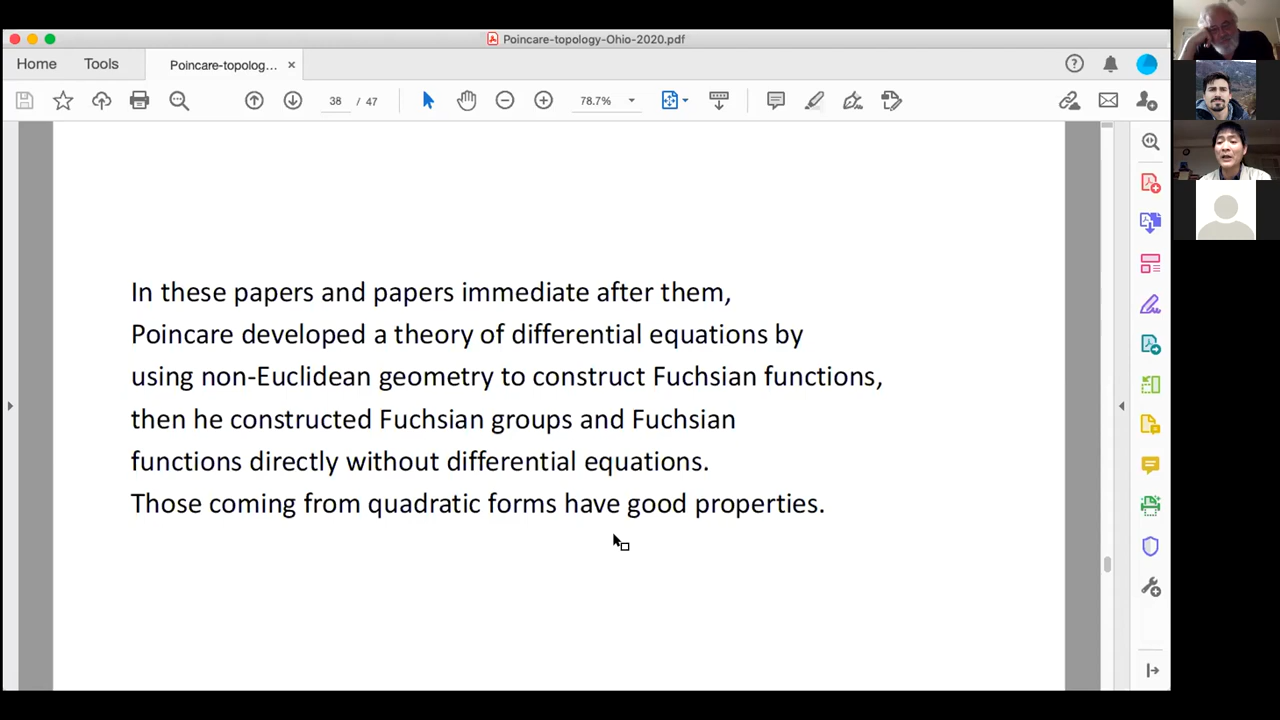 Poincare-topology-Ohio-2020.pdf
Home Tools Poincare-topolog... ×
38 / 47 78.7%
In these papers and papers immediate after them,
Poincare developed a theory of differential equations by
using non-Euclidean geometry to construct Fuchsian functions,
then he constructed Fuchsian groups and Fuchsian
functions directly without differential equations.
Those coming from quadratic forms have good properties.